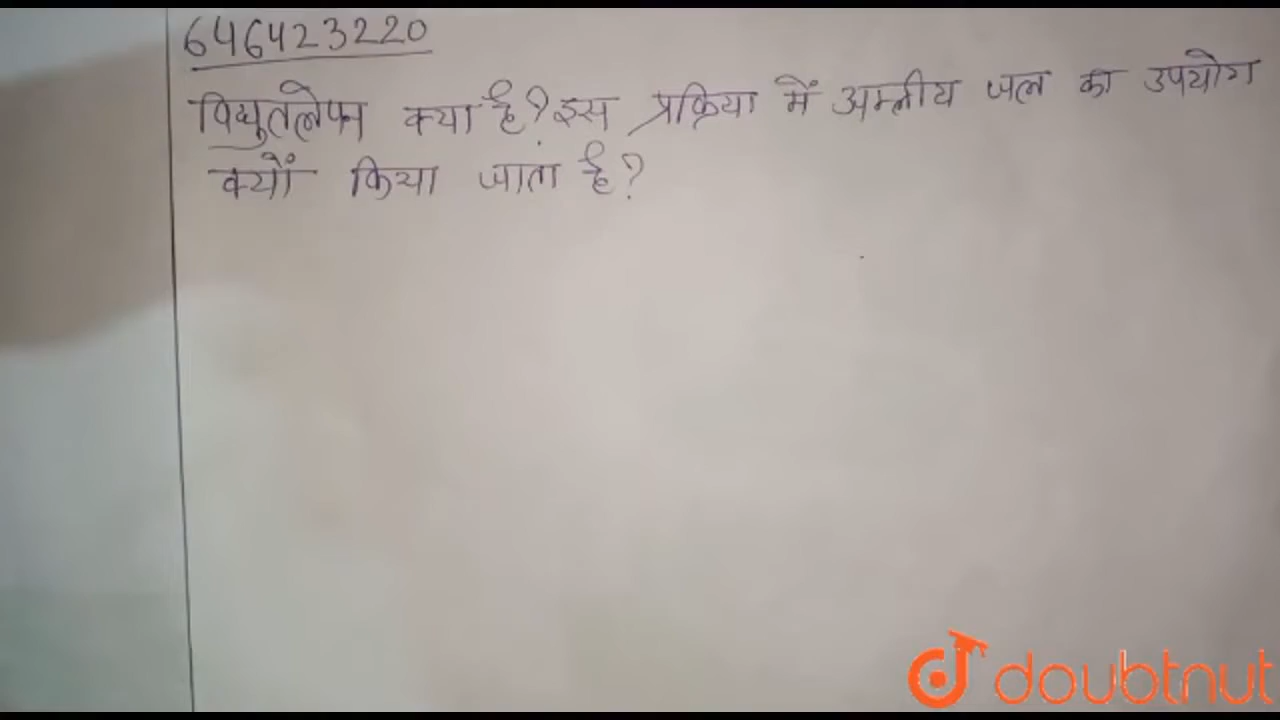 646423220
विद्युतलेपन क्या है? इस प्रक्रिया में अम्लीय जल का उपयोग
क्यों किया जाता है?
doubtnut